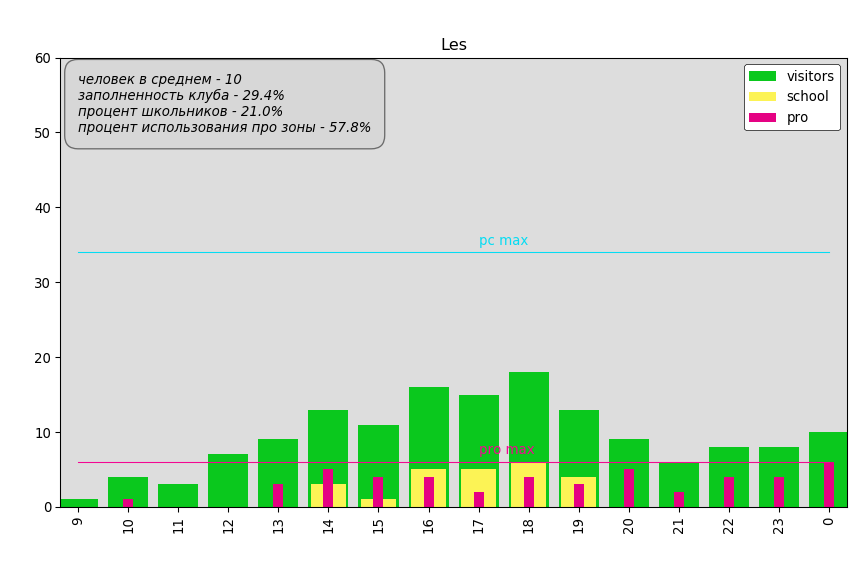 Les
человек в среднем - 10
заполненность клуба - 29.4%
процент школьников - 21.0%
процент использования про зоны - 57.8%
visitors
school
pro
60
50
40
30
20
10
0
pc max
pro max
9 10 11 12 13 14 15 16 17 18 19 20 21 22 23 0